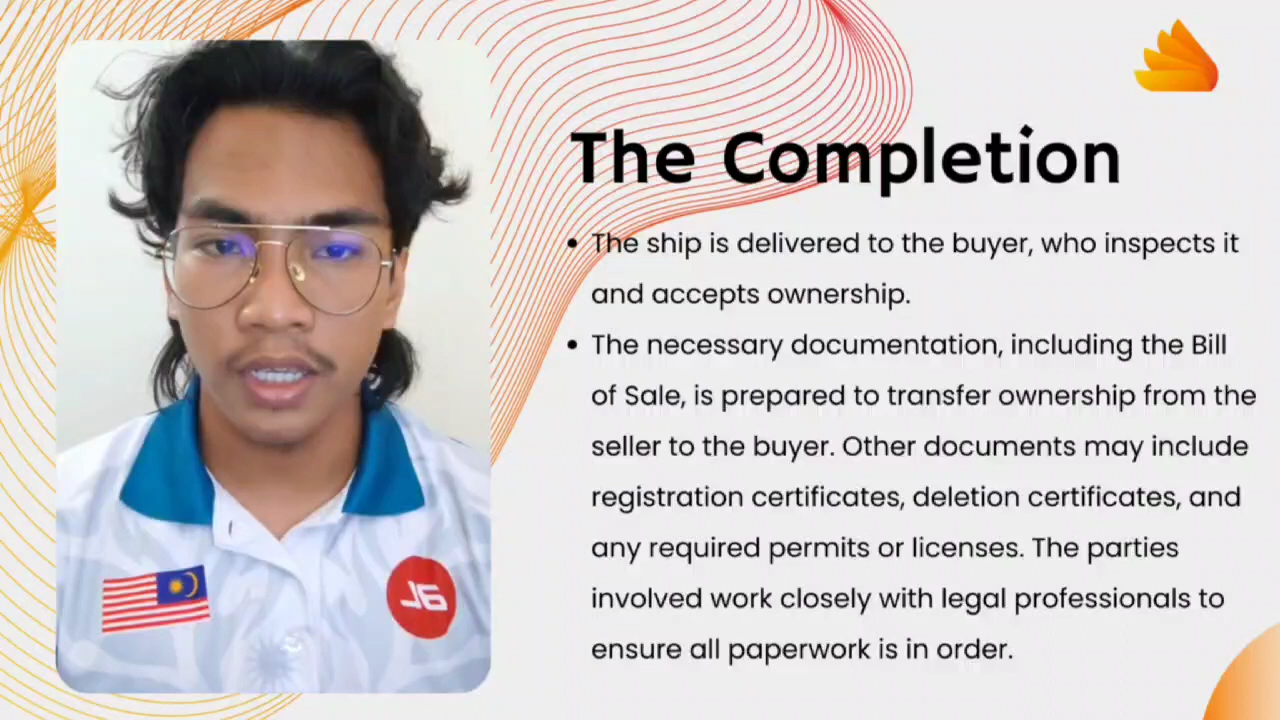 The Completion
• The ship is delivered to the buyer, who inspects it
and accepts ownership.
• The necessary documentation, including the Bill
of Sale, is prepared to transfer ownership from the
seller to the buyer. Other documents may include
registration certificates, deletion certificates, and
any required permits or licenses. The parties
involved work closely with legal professionals to
ensure all paperwork is in order.